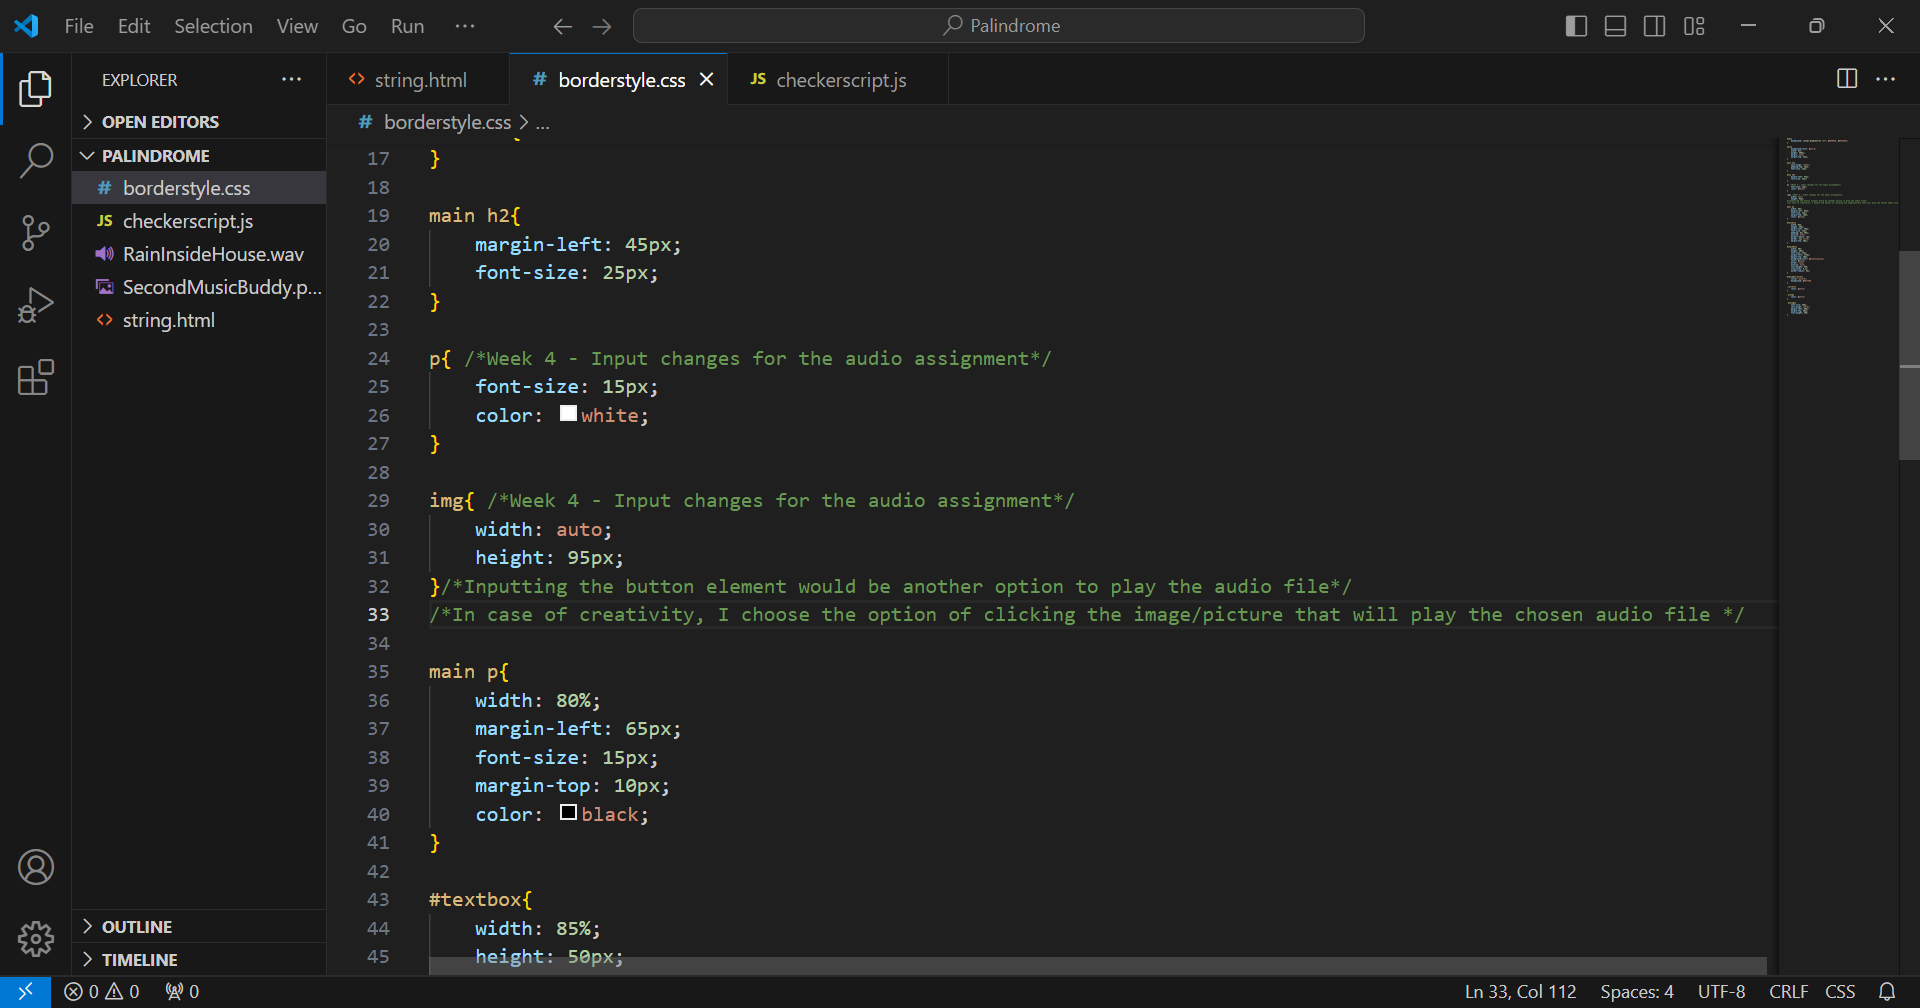 File Edit Selection View Go Run ...
Palindrome
EXPLORER ...
string.html
# borderstyle.css
JS checkerscript.js
OPEN EDITORS
# borderstyle.css > ...
PALINDROME
# borderstyle.css
JS checkerscript.js
RainInsideHouse.wav
SecondMusicBuddy.p...
<> string.html
OUTLINE
TIMELINE
17 }
18
19 main h2{
20 margin-left: 45px;
21 font-size: 25px;
22 }
23
24 p{ /*Week 4 - Input changes for the audio assignment*/
25 font-size: 15px;
26 color: white;
27 }
28
29 img{ /*Week 4 - Input changes for the audio assignment*/
30 width: auto;
31 height: 95px;
32 }/*Inputting the button element would be another option to play the audio file*/
33 /*In case of creativity, I choose the option of clicking the image/picture that will play the chosen audio file */
34
35 main p{
36 width: 80%;
37 margin-left: 65px;
38 font-size: 15px;
39 margin-top: 10px;
40 color: black;
41 }
42
43 #textbox{
44 width: 85%;
45 height: 50px;
0 0 0
Ln 33, Col 112 Spaces: 4 UTF-8 CRLF CSS